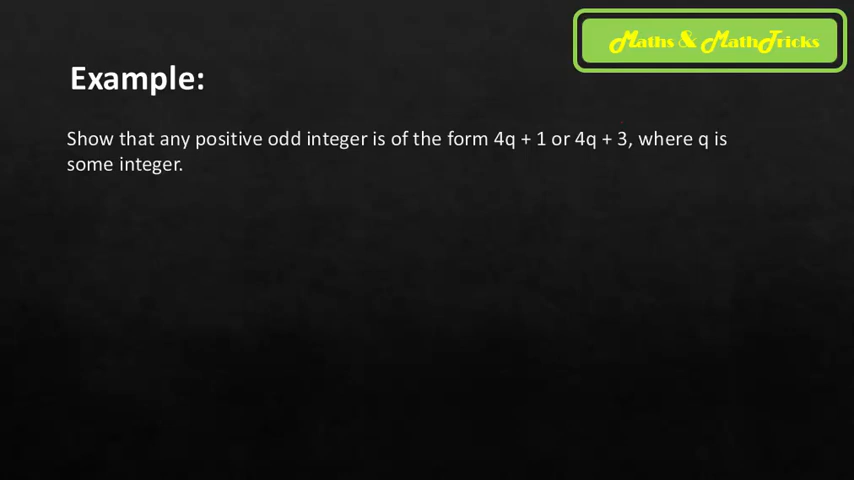 Maths & MathTricks
Example:
Show that any positive odd integer is of the form 4q + 1 or 4q + 3, where q is
some integer.